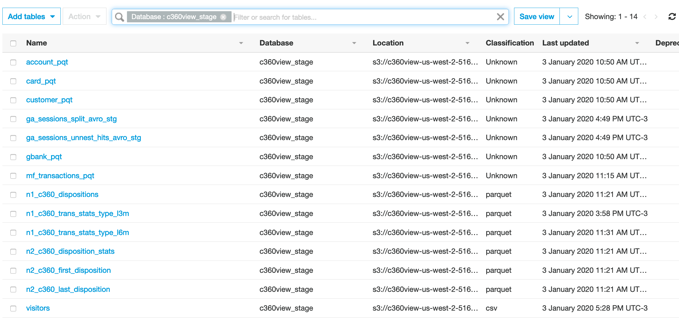 Add tables Action Database : c360view_stage Filter or search for tables... Save view Showing: 1 - 14
Name Database Location Classification Last updated Deprec
account_pqt c360view_stage s3://c360view-us-west-2-516... Unknown 3 January 2020 10:50 AM UT...
card_pqt c360view_stage s3://c360view-us-west-2-516... Unknown 3 January 2020 10:50 AM UT...
customer_pqt c360view_stage s3://c360view-us-west-2-516... Unknown 3 January 2020 10:50 AM UT...
ga_sessions_split_avro_stg c360view_stage s3://c360view-us-west-2-516... Unknown 3 January 2020 4:49 PM UTC-3
ga_sessions_unnest_hits_avro_stg c360view_stage s3://c360view-us-west-2-516... Unknown 3 January 2020 4:49 PM UTC-3
gbank_pqt c360view_stage s3://c360view-us-west-2-516... Unknown 3 January 2020 10:50 AM UT...
mf_transactions_pqt c360view_stage s3://c360view-us-west-2-516... Unknown 3 January 2020 11:15 AM UT...
n1_c360_dispositions c360view_stage s3://c360view-us-west-2-516... parquet 3 January 2020 11:21 AM UT...
n1_c360_trans_stats_type_l3m c360view_stage s3://c360view-us-west-2-516... parquet 3 January 2020 3:58 PM UTC-3
n1_c360_trans_stats_type_l6m c360view_stage s3://c360view-us-west-2-516... parquet 3 January 2020 11:31 AM UT...
n2_c360_disposition_stats c360view_stage s3://c360view-us-west-2-516... parquet 3 January 2020 11:21 AM UT...
n2_c360_first_disposition c360view_stage s3://c360view-us-west-2-516... parquet 3 January 2020 11:21 AM UT...
n2_c360_last_disposition c360view_stage s3://c360view-us-west-2-516... parquet 3 January 2020 11:21 AM UT...
visitors c360view_stage s3://c360view-us-west-2-516... csv 3 January 2020 5:28 PM UTC-3